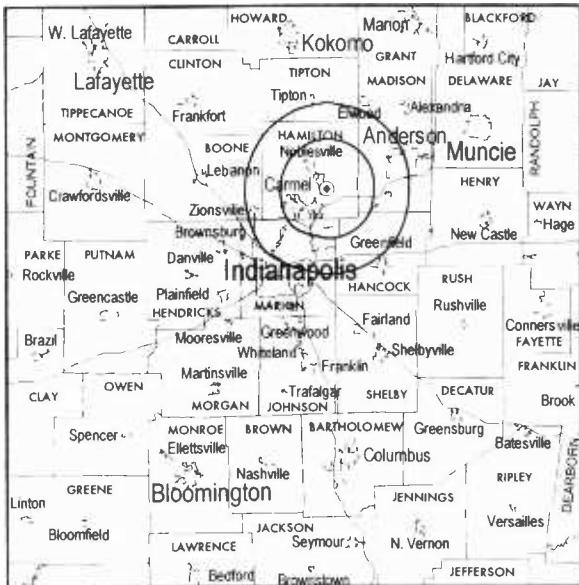 HOWARD
Marion
BLACKFORD
W. Lafayette
CARROLL
Kokomo
CLINTON
GRANT
Hartford City
Lafayette
TIPTON
MADISON
DELAWARE
JAY
Tipton
Elwood
Alexandra
TIPPECANOE
Frankfort
MONTGOMERY
HAMILTON
Anderson
RANDOLPH
BOONE
Noblesville
Muncie
FOUNTAIN
Lebanon
Carmel
HENRY
Crawfordsville
Zionsville
WAYN
Hage
Brownsburg
Greenfield
New Castle
PARKE
PUTNAM
Danville
Indianapolis
Rockville
RUSH
Greencastle
Plainfield
HANCOCK
Rushville
HENDRICKS
MARION
Fairland
Connersville
Mooresville
Greenwood
FAYETTE
Brazil
Whiteland
Shelbyville
OWEN
Martinsville
Franklin
FRANKLIN
CLAY
Trafalgar
SHELBY
DECATUR
Brook
MORGAN
JOHNSON
MONROE
BROWN
BARTHOLOMEW
Greensburg
Spencer
Ellettsville
Columbus
Batesville
Nashville
RIPLEY
DEARBORN
GREENE
Bloomington
JENNINGS
Linton
Versailles
Bloomfield
JACKSON
LAWRENCE
Seymour
N. Vernon
Bedford
Brownstown
JEFFERSON